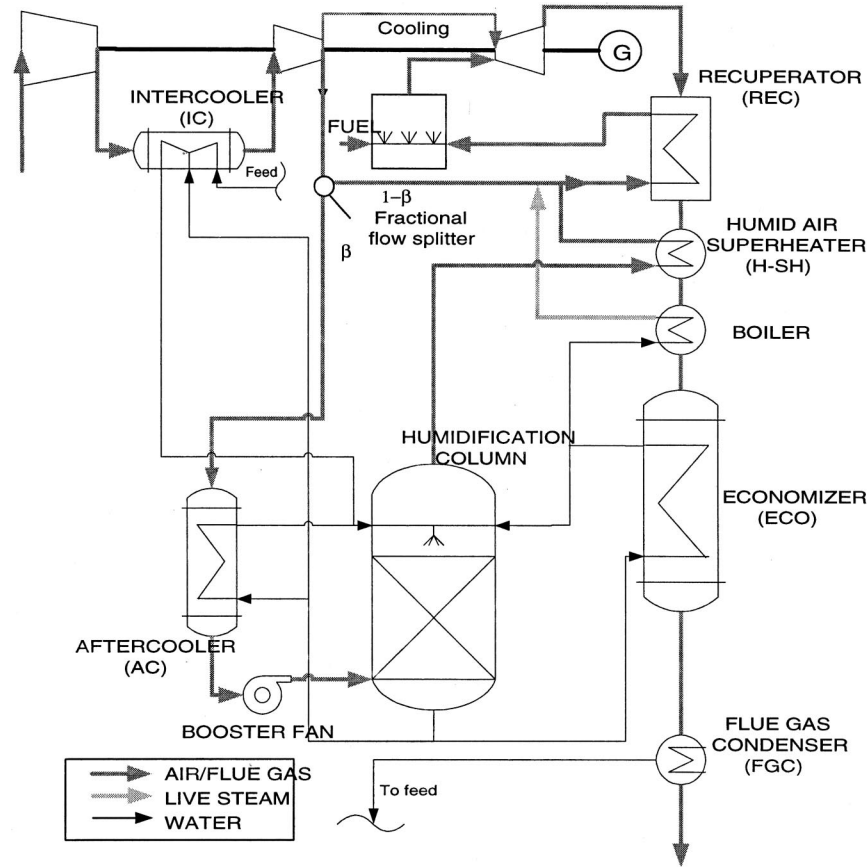 Cooling
G
RECUPERATOR
(REC)
INTERCOOLER
(IC)
FUEL
Feed
1-β
Fractional
flow splitter
β
HUMID AIR
SUPERHEATER
(H-SH)
BOILER
HUMIDIFICATION
COLUMN
ECONOMIZER
(ECO)
AFTERCOOLER
(AC)
BOOSTER FAN
FLUE GAS
CONDENSER
(FGC)
AIR/FLUE GAS
LIVE STEAM
WATER
To feed